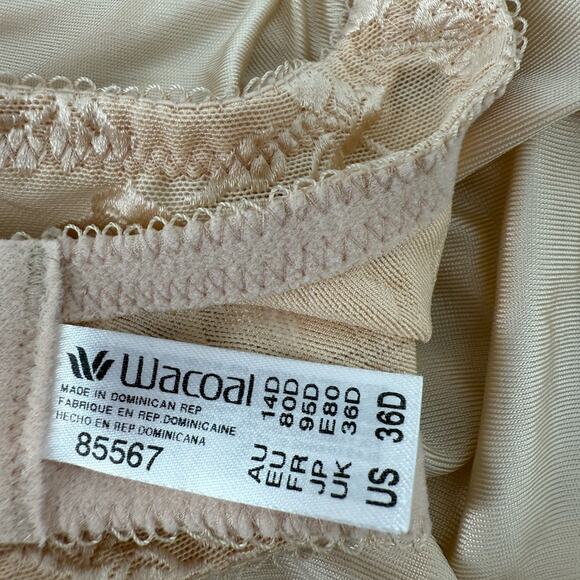 Wacoal
MADE IN DOMINICAN REP
FABRIQUE EN REP.DOMINICAINE
HECHO EN REP.DOMINICANA
85567
AU 14D
EU 80D
FR 95D
JP E80
UK 36D
US 36D